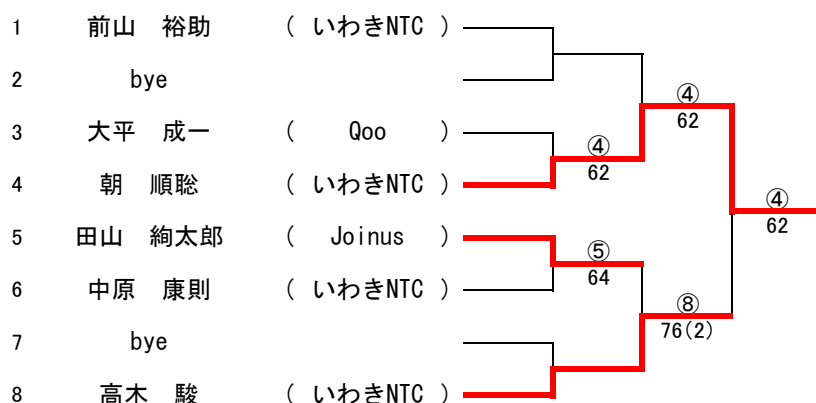 1 前山 裕助 ( いわきNTC )
2 bye
④
62
3 大平 成一 ( Qoo )
④
62
4 朝 順聡 ( いわきNTC )
④
62
5 田山 絢太郎 ( Joinus )
⑤
64
6 中原 康則 ( いわきNTC )
⑧
76(2)
7 bye
8 高木 駿 ( いわきNTC )